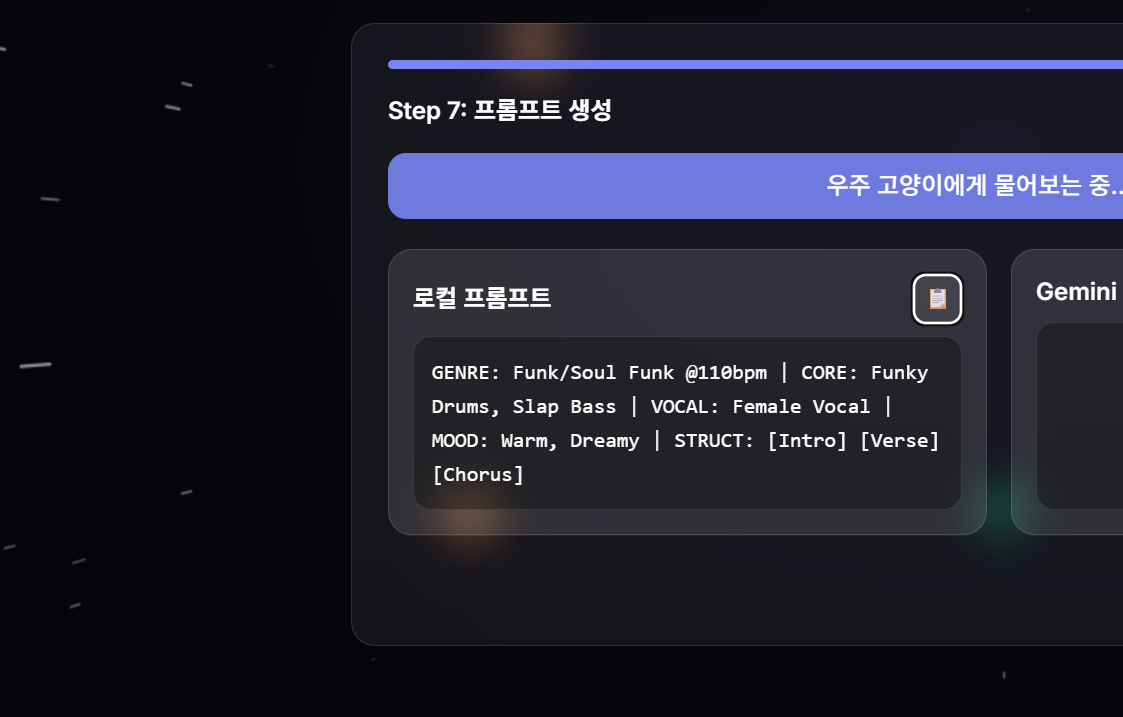 Step 7: 프롬프트 생성
우주 고양이에게 물어보는 중..
로컬 프롬프트
GENRE: Funk/Soul Funk @110bpm | CORE: Funky
Drums, Slap Bass | VOCAL: Female Vocal |
MOOD: Warm, Dreamy | STRUCT: [Intro] [Verse]
[Chorus]
Gemini